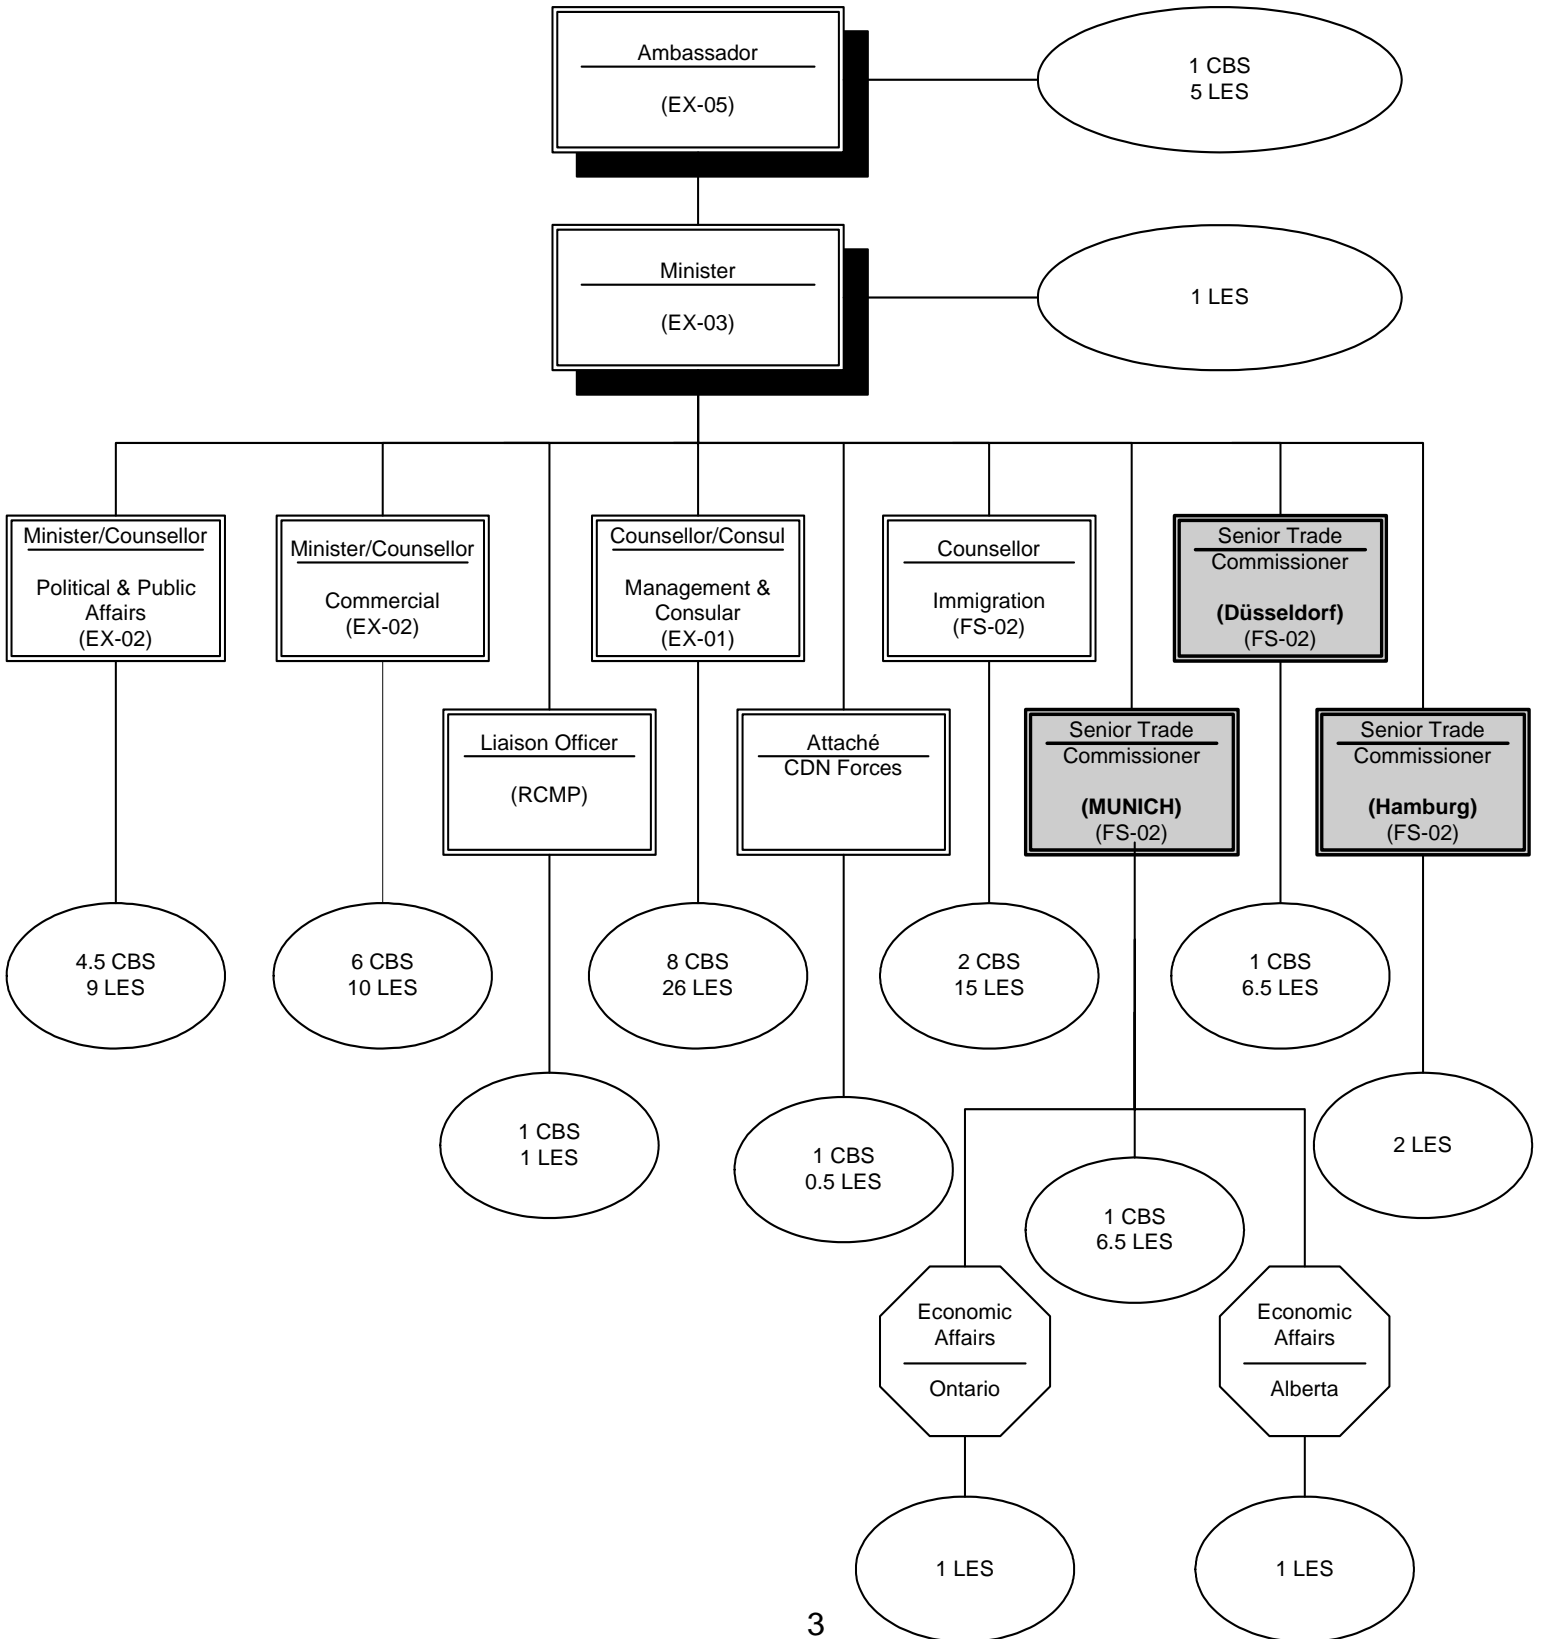 Ambassador
(EX-05)
1 CBS
5 LES
Minister
(EX-03)
1 LES
Minister/Counsellor
Political & Public
Affairs
(EX-02)
Minister/Counsellor
Commercial
(EX-02)
Counsellor/Consul
Management &
Consular
(EX-01)
Counsellor
Immigration
(FS-02)
Senior Trade
Commissioner
(Düsseldorf)
(FS-02)
Liaison Officer
(RCMP)
Attaché
CDN Forces
Senior Trade
Commissioner
(MUNICH)
(FS-02)
Senior Trade
Commissioner
(Hamburg)
(FS-02)
4.5 CBS
9 LES
6 CBS
10 LES
8 CBS
26 LES
2 CBS
15 LES
1 CBS
6.5 LES
1 CBS
1 LES
1 CBS
0.5 LES
1 CBS
6.5 LES
2 LES
Economic
Affairs
Ontario
Economic
Affairs
Alberta
1 LES
1 LES
3